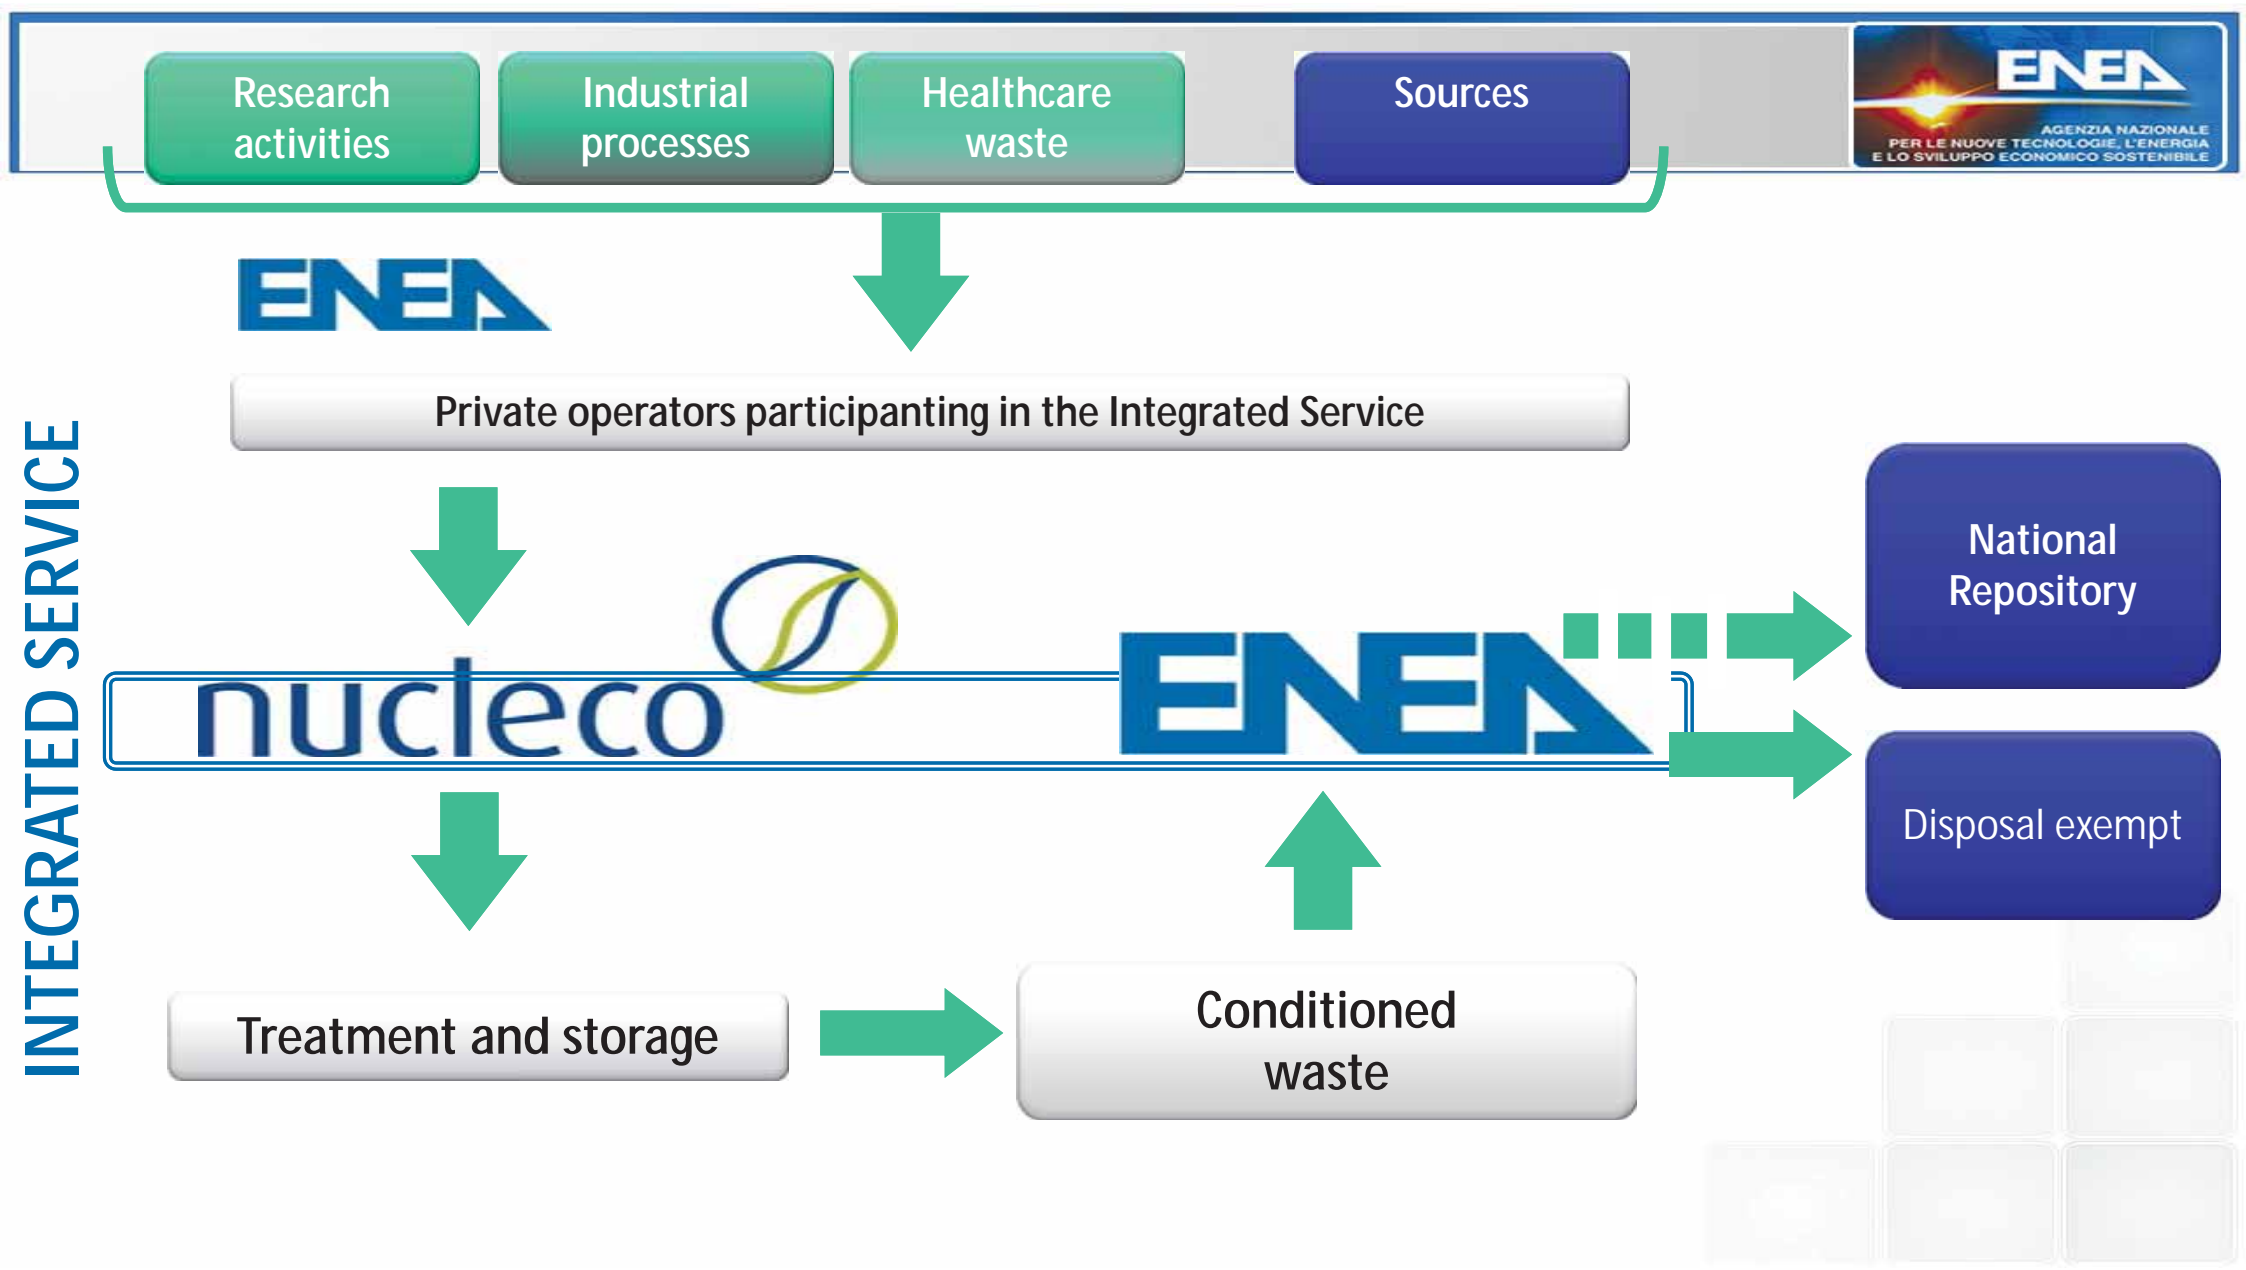 Research
activities
Industrial
processes
Healthcare
waste
Sources
ENEA
AGENZIA NAZIONALE
PER LE NUOVE TECNOLOGIE, L'ENERGIA
E LO SVILUPPO ECONOMICO SOSTENIBILE
ENEA
Private operators participanting in the Integrated Service
INTEGRATED SERVICE
nucleco
ENEA
National
Repository
Disposal exempt
Treatment and storage
Conditioned
waste